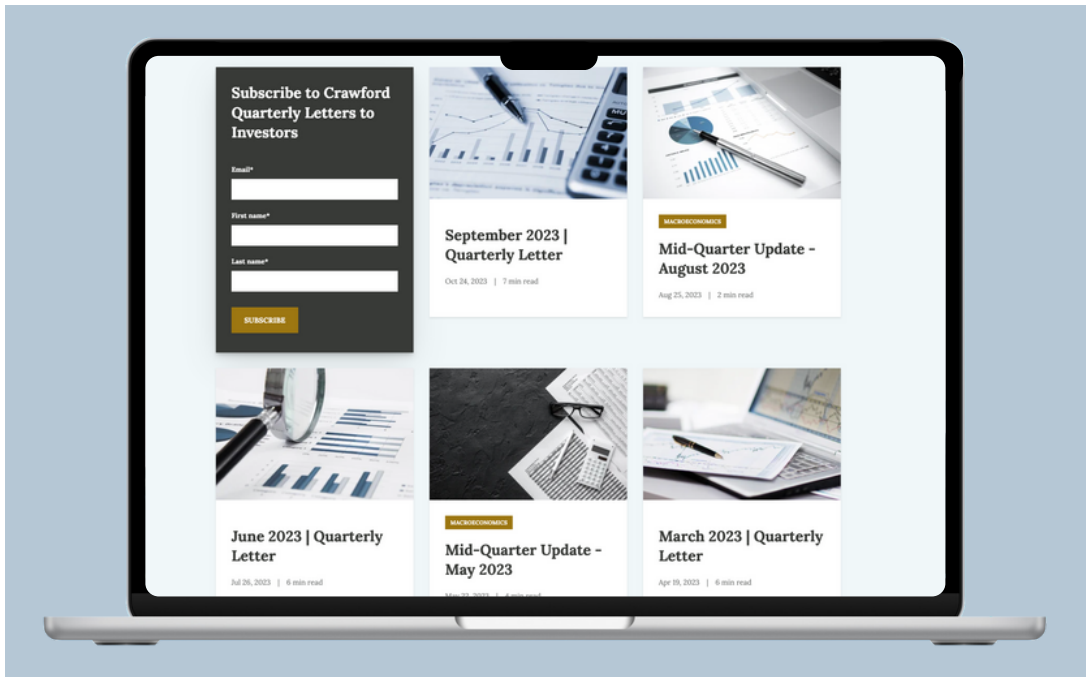 Subscribe to Crawford
Quarterly Letters to
Investors
Email*
First name*
Last name*
SUBSCRIBE
September 2023 |
Quarterly Letter
Oct 24, 2023 | 7 min read
MACROECONOMICS
Mid-Quarter Update -
August 2023
Aug 25, 2023 | 2 min read
June 2023 | Quarterly
Letter
Jul 26, 2023 | 6 min read
MACROECONOMICS
Mid-Quarter Update -
May 2023
March 2023 | Quarterly
Letter
Apr 19, 2023 | 6 min read